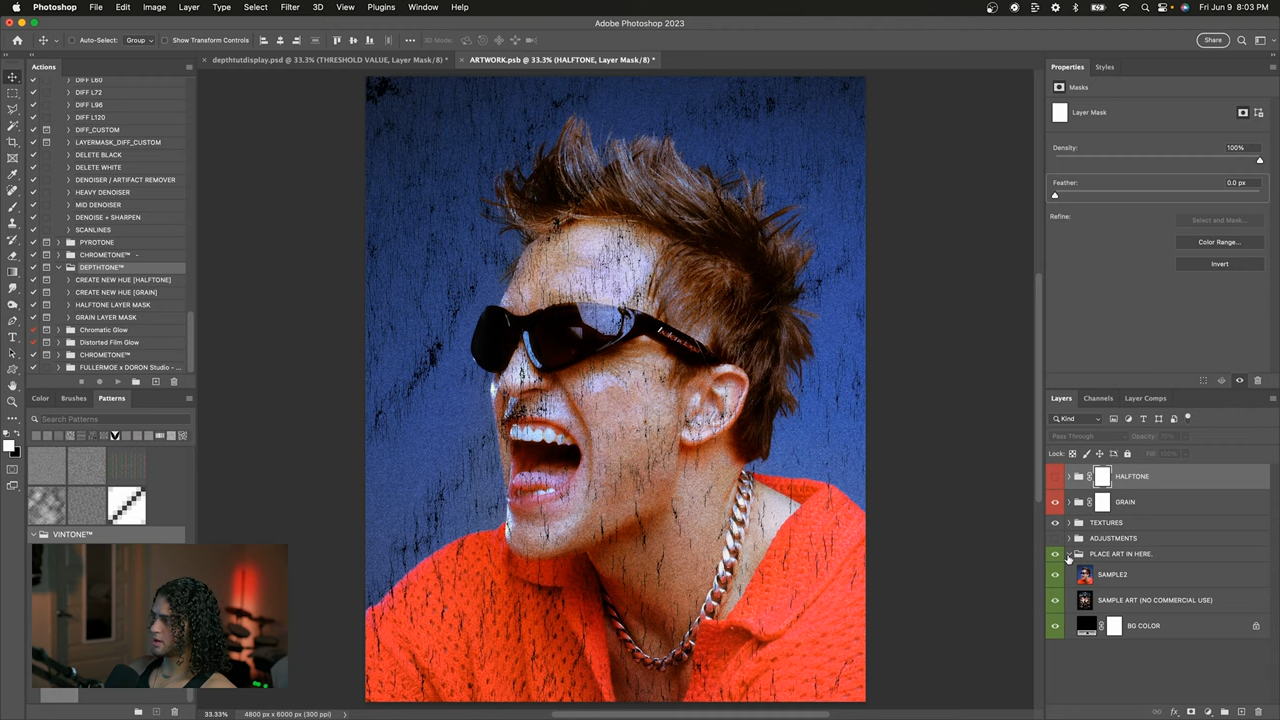 Photoshop File Edit Image Layer Type Select Filter 3D View Plugins Window Help Fri Jun 9 8:03 PM
Adobe Photoshop 2023
Auto-Select: Group Show Transform Controls 3D Mode: Share
Actions
depthtutdisplay.psd @ 33.3% (THRESHOLD VALUE, Layer Mask/8) *
ARTWORK.psb @ 33.3% (HALFTONE, Layer Mask/8) *
DIFF L60
DIFF L72
DIFF L96
DIFF L120
DIFF_CUSTOM
LAYERMASK_DIFF_CUSTOM
DELETE BLACK
DELETE WHITE
DENOISER / ARTIFACT REMOVER
HEAVY DENOISER
MID DENOISER
DENOISE + SHARPEN
SCANLINES
PYROTONE
CHROMETONE™ -
DEPTHTONE™
CREATE NEW HUE [HALFTONE]
CREATE NEW HUE [GRAIN]
HALFTONE LAYER MASK
GRAIN LAYER MASK
Chromatic Glow
Distorted Film Glow
CHROMETONE™
FULLERMOE x DORON Studio - ...
Color Brushes Patterns
Search Patterns
VINTONE™
33.33% 4800 px x 6000 px (300 ppi)
Properties Styles
Masks
Layer Mask
Density: 100%
Feather: 0.0 px
Refine: Select and Mask...
Color Range...
Invert
Layers Channels Layer Comps
Kind
Pass Through Opacity: 70%
Lock: Fill: 100%
HALFTONE
GRAIN
TEXTURES
ADJUSTMENTS
PLACE ART IN HERE.
SAMPLE2
SAMPLE ART (NO COMMERCIAL USE)
BG COLOR